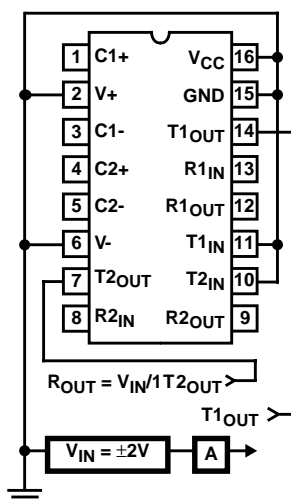 1 C1+ VCC 16
2 V+ GND 15
3 C1- T1OUT 14
4 C2+ R1IN 13
5 C2- R1OUT 12
6 V- T1IN 11
7 T2OUT T2IN 10
8 R2IN R2OUT 9
ROUT = VIN/1T2OUT
T1OUT
VIN = ±2V A